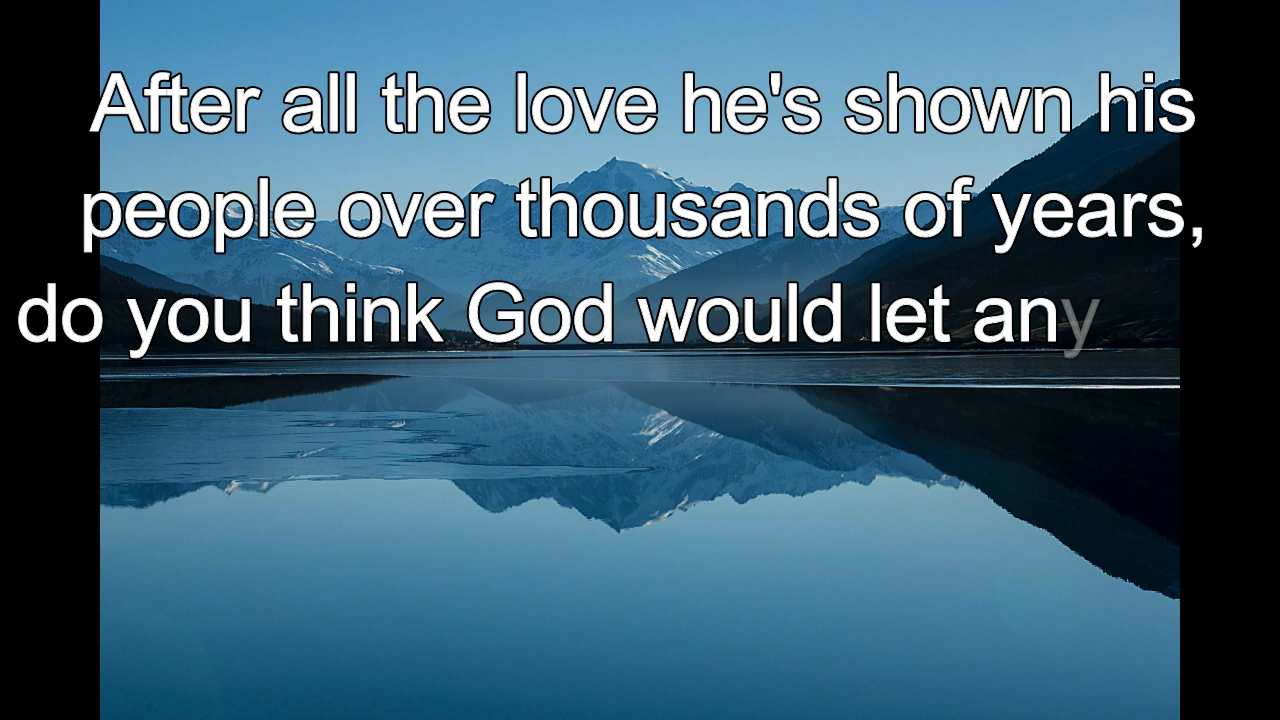 After all the love he's shown his
people over thousands of years,
do you think God would let any